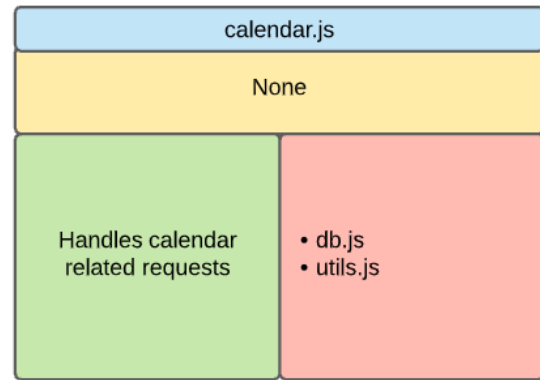 calendar.js
None
Handles calendar
related requests
• db.js
• utils.js